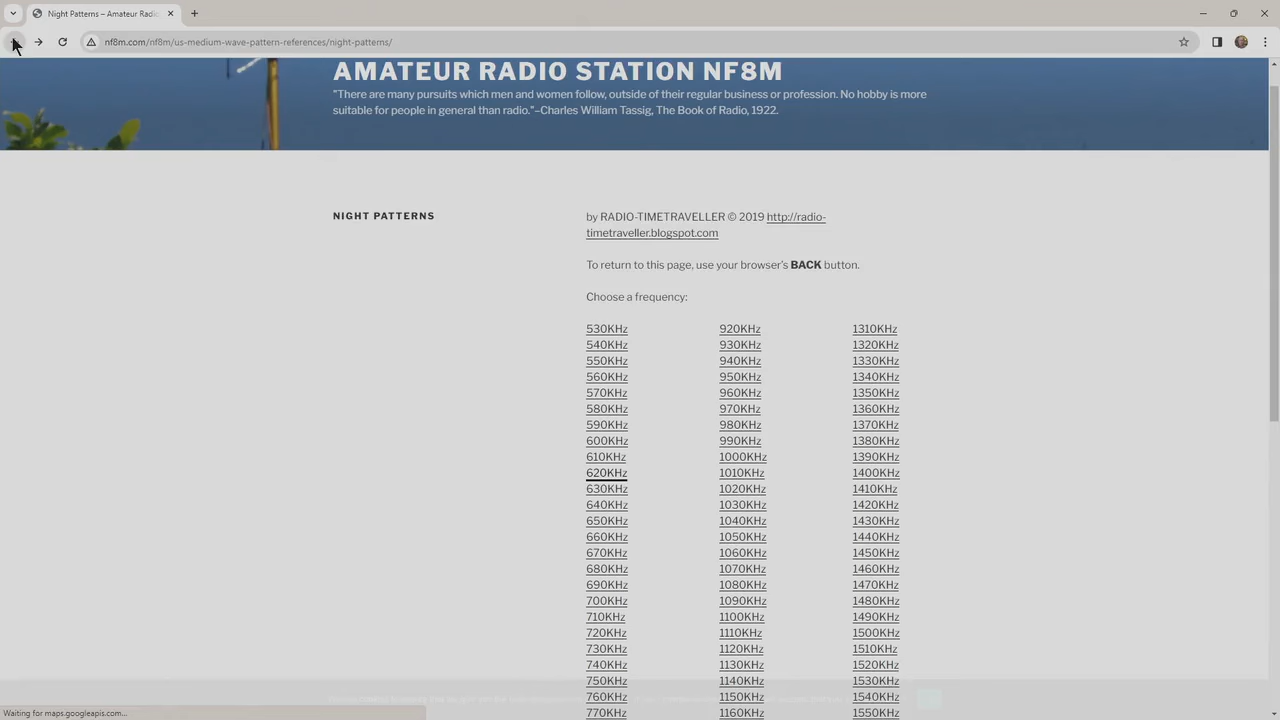 Night Patterns – Amateur Radio
nf8m.com/nf8m/us-medium-wave-pattern-references/night-patterns/
AMATEUR RADIO STATION NF8M
"There are many pursuits which men and women follow, outside of their regular business or profession. No hobby is more
suitable for people in general than radio."–Charles William Tassig, The Book of Radio, 1922.
NIGHT PATTERNS
by RADIO-TIMETRAVELLER © 2019 http://radio-
timetraveller.blogspot.com
To return to this page, use your browser's BACK button.
Choose a frequency:
530KHz 920KHz 1310KHz
540KHz 930KHz 1320KHz
550KHz 940KHz 1330KHz
560KHz 950KHz 1340KHz
570KHz 960KHz 1350KHz
580KHz 970KHz 1360KHz
590KHz 980KHz 1370KHz
600KHz 990KHz 1380KHz
610KHz 1000KHz 1390KHz
620KHz 1010KHz 1400KHz
630KHz 1020KHz 1410KHz
640KHz 1030KHz 1420KHz
650KHz 1040KHz 1430KHz
660KHz 1050KHz 1440KHz
670KHz 1060KHz 1450KHz
680KHz 1070KHz 1460KHz
690KHz 1080KHz 1470KHz
700KHz 1090KHz 1480KHz
710KHz 1100KHz 1490KHz
720KHz 1110KHz 1500KHz
730KHz 1120KHz 1510KHz
740KHz 1130KHz 1520KHz
750KHz 1140KHz 1530KHz
760KHz 1150KHz 1540KHz
770KHz 1160KHz 1550KHz
Waiting for maps.googleapis.com...